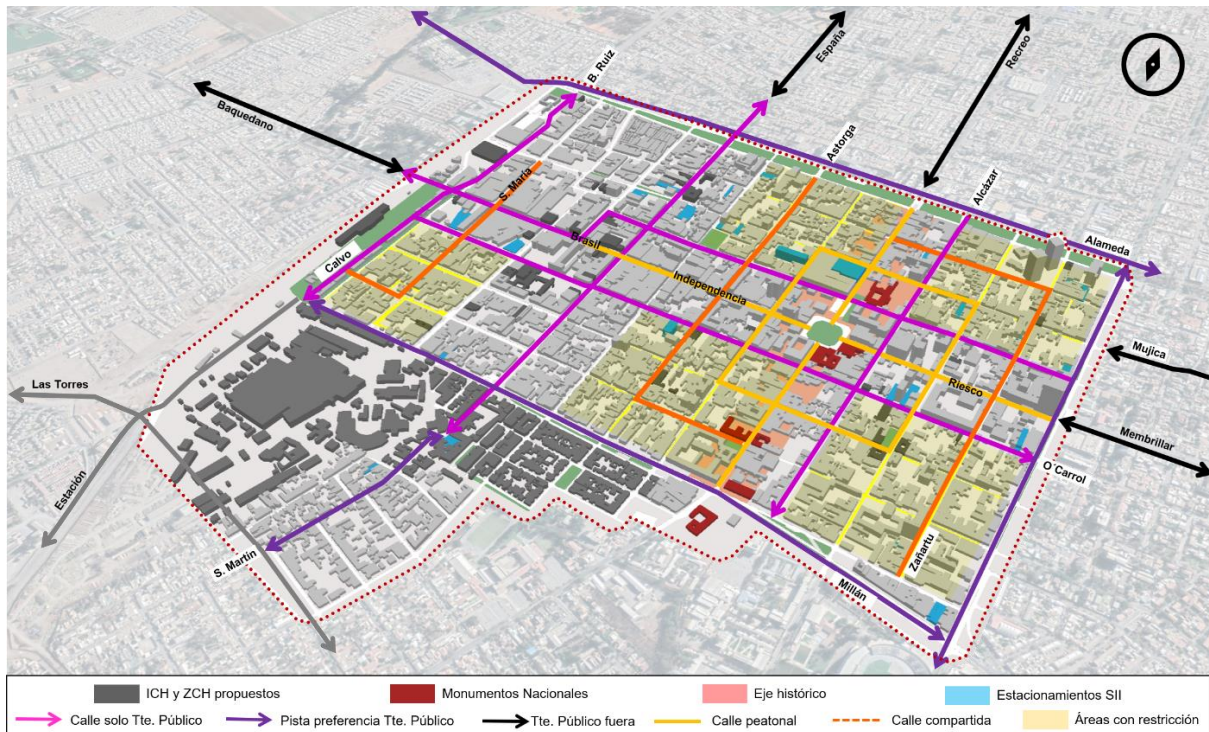 España
Recreo
B. Ruiz
Baquedano
Astorga
Alcázar
S. María
Alameda
Brasil
Calvo
Independencia
Mujica
Riesco
Las Torres
Membrillar
O´Carrol
Estación
Zañartu
S. Martín
Millán
ICH y ZCH propuestos
Monumentos Nacionales
Eje histórico
Estacionamientos SII
Calle solo Tte. Público
Pista preferencia Tte. Público
Tte. Público fuera
Calle peatonal
Calle compartida
Áreas con restricción